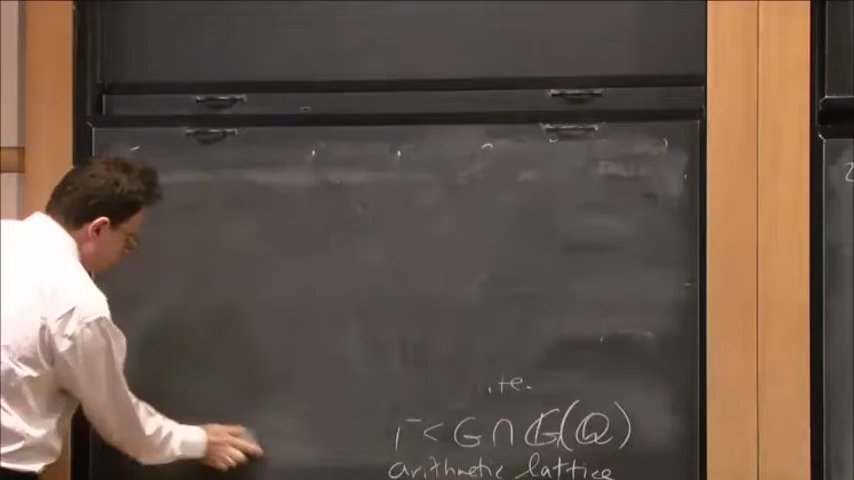 i.e.
Γ < G ∩ G(Q)
arithmetic lattice